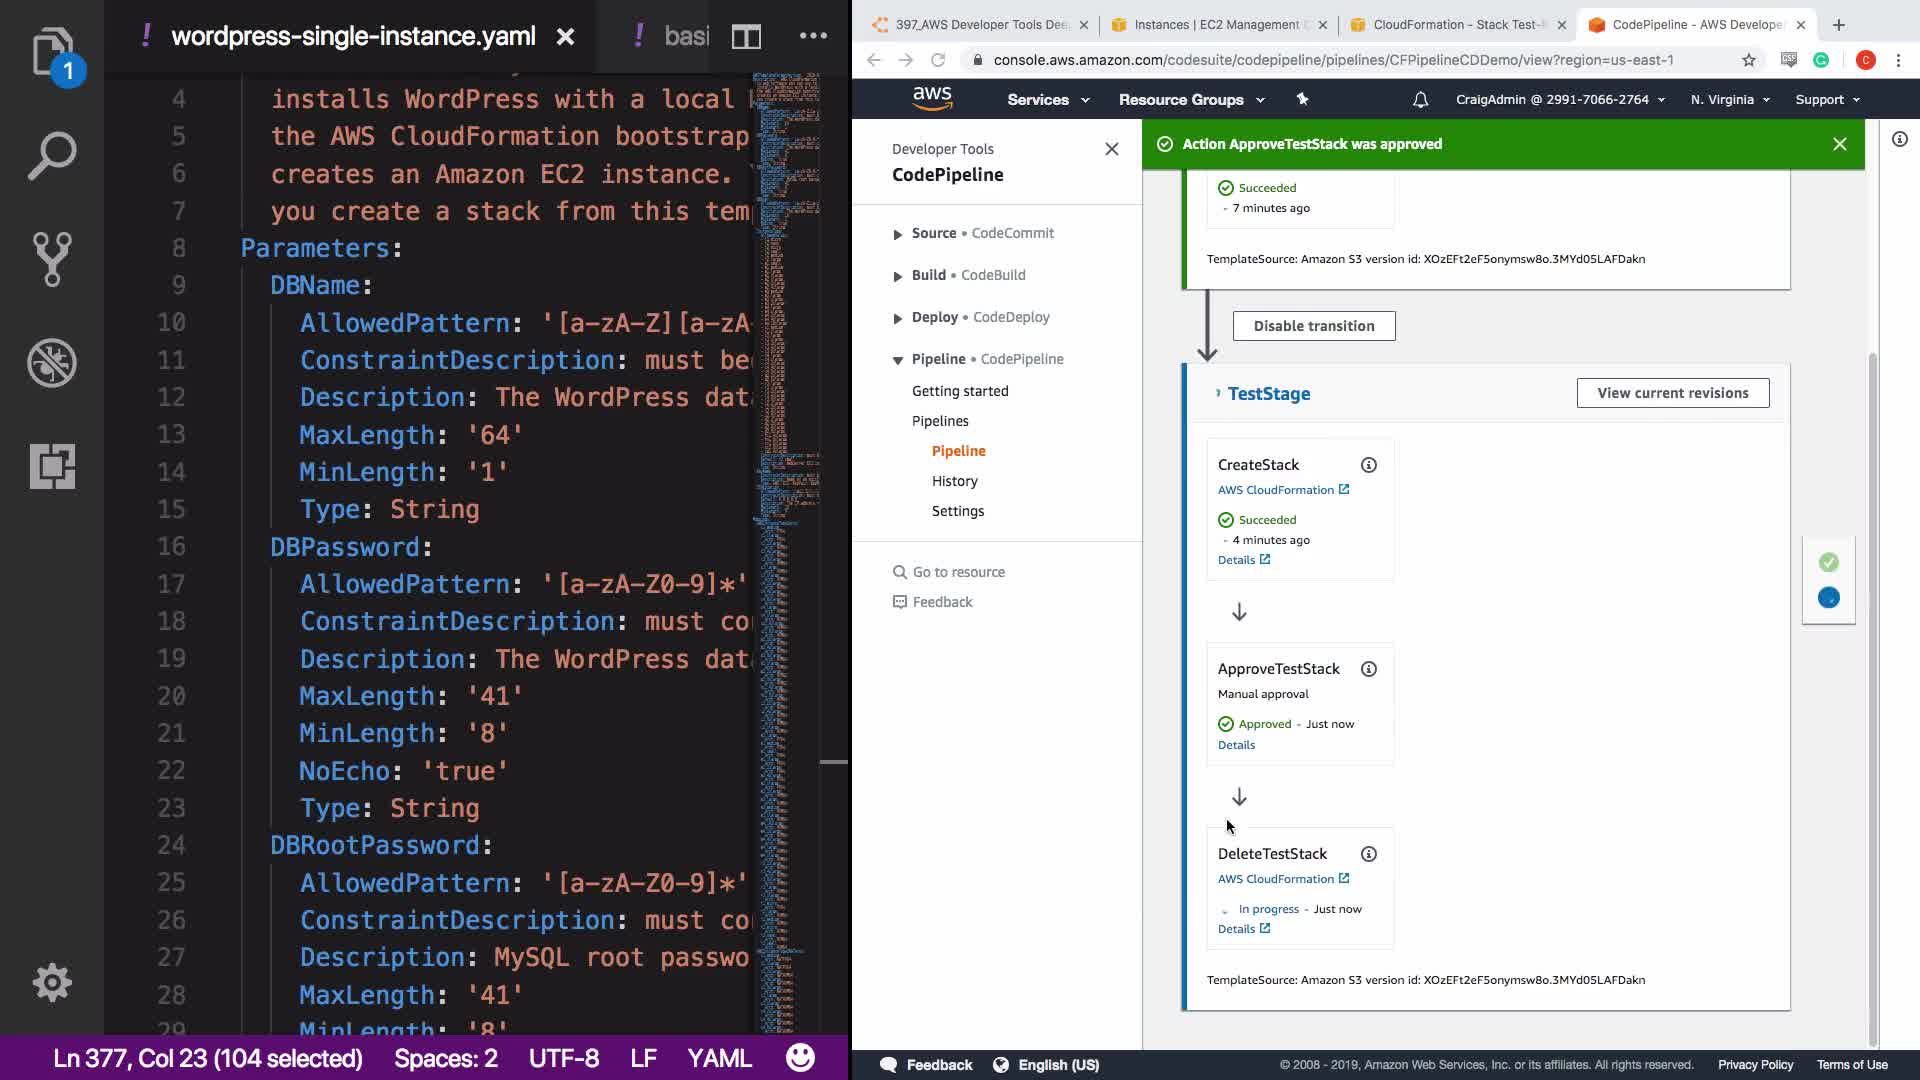 wordpress-single-instance.yaml
basi
1
4 installs WordPress with a local
5 the AWS CloudFormation bootstrap
6 creates an Amazon EC2 instance.
7 you create a stack from this tem
8 Parameters:
9 DBName:
10 AllowedPattern: '[a-zA-Z][a-zA
11 ConstraintDescription: must be
12 Description: The WordPress dat
13 MaxLength: '64'
14 MinLength: '1'
15 Type: String
16 DBPassword:
17 AllowedPattern: '[a-zA-Z0-9]*'
18 ConstraintDescription: must co
19 Description: The WordPress dat
20 MaxLength: '41'
21 MinLength: '8'
22 NoEcho: 'true'
23 Type: String
24 DBRootPassword:
25 AllowedPattern: '[a-zA-Z0-9]*'
26 ConstraintDescription: must co
27 Description: MySQL root passwo
28 MaxLength: '41'
29 MinLength: '8'
Ln 377, Col 23 (104 selected) Spaces: 2 UTF-8 LF YAML
397_AWS Developer Tools Dee
Instances | EC2 Management C
CloudFormation - Stack Test-
CodePipeline - AWS Developer
console.aws.amazon.com/codesuite/codepipeline/pipelines/CFPipelineCDDemo/view?region=us-east-1
C
aws Services Resource Groups CraigAdmin @ 2991-7066-2764 N. Virginia Support
Developer Tools
CodePipeline
Source • CodeCommit
Build • CodeBuild
Deploy • CodeDeploy
Pipeline • CodePipeline
Getting started
Pipelines
Pipeline
History
Settings
Go to resource
Feedback
Action ApproveTestStack was approved
Succeeded
- 7 minutes ago
TemplateSource: Amazon S3 version id: XOzEFt2eF5onymsw8o.3MYd05LAFDakn
Disable transition
TestStage
View current revisions
CreateStack
AWS CloudFormation
Succeeded
- 4 minutes ago
Details
ApproveTestStack
Manual approval
Approved - Just now
Details
DeleteTestStack
AWS CloudFormation
In progress - Just now
Details
TemplateSource: Amazon S3 version id: XOzEFt2eF5onymsw8o.3MYd05LAFDakn
Feedback English (US) © 2008 - 2019, Amazon Web Services, Inc. or its affiliates. All rights reserved. Privacy Policy Terms of Use